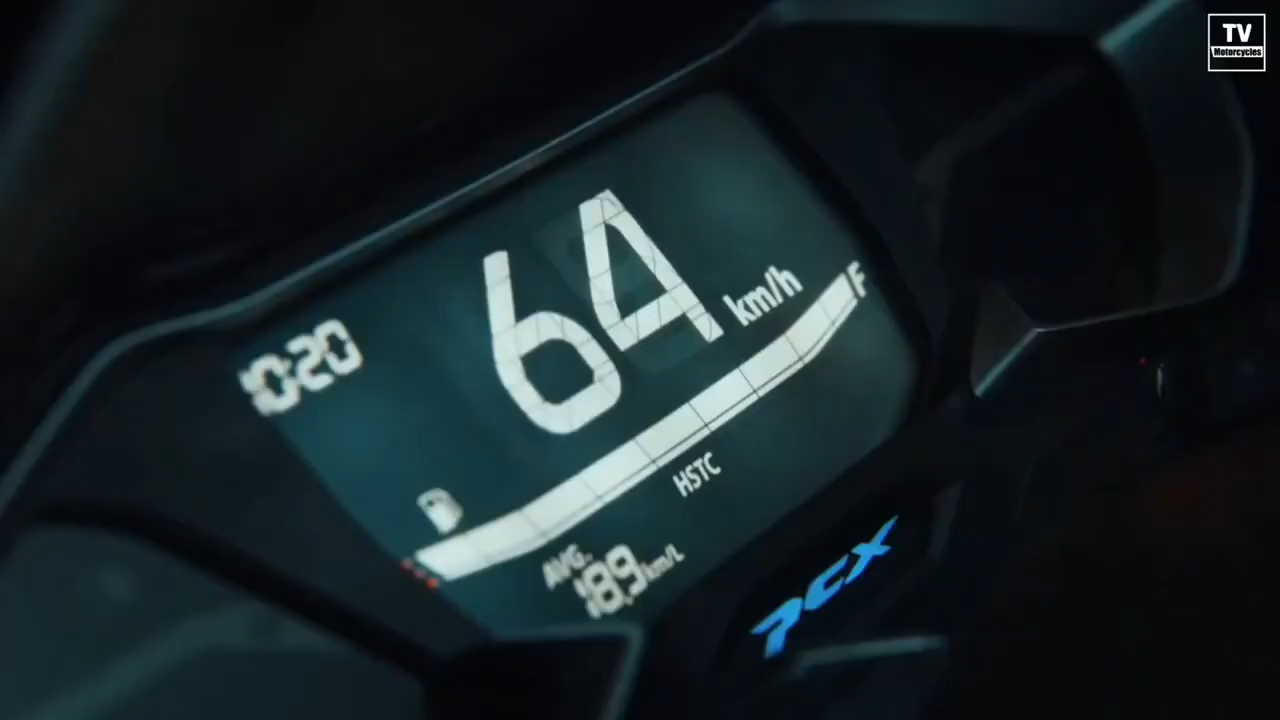 TV
Motorcycles
64 km/h
10:20
F
HSTC
AVG.
18.9 km/L
PCX